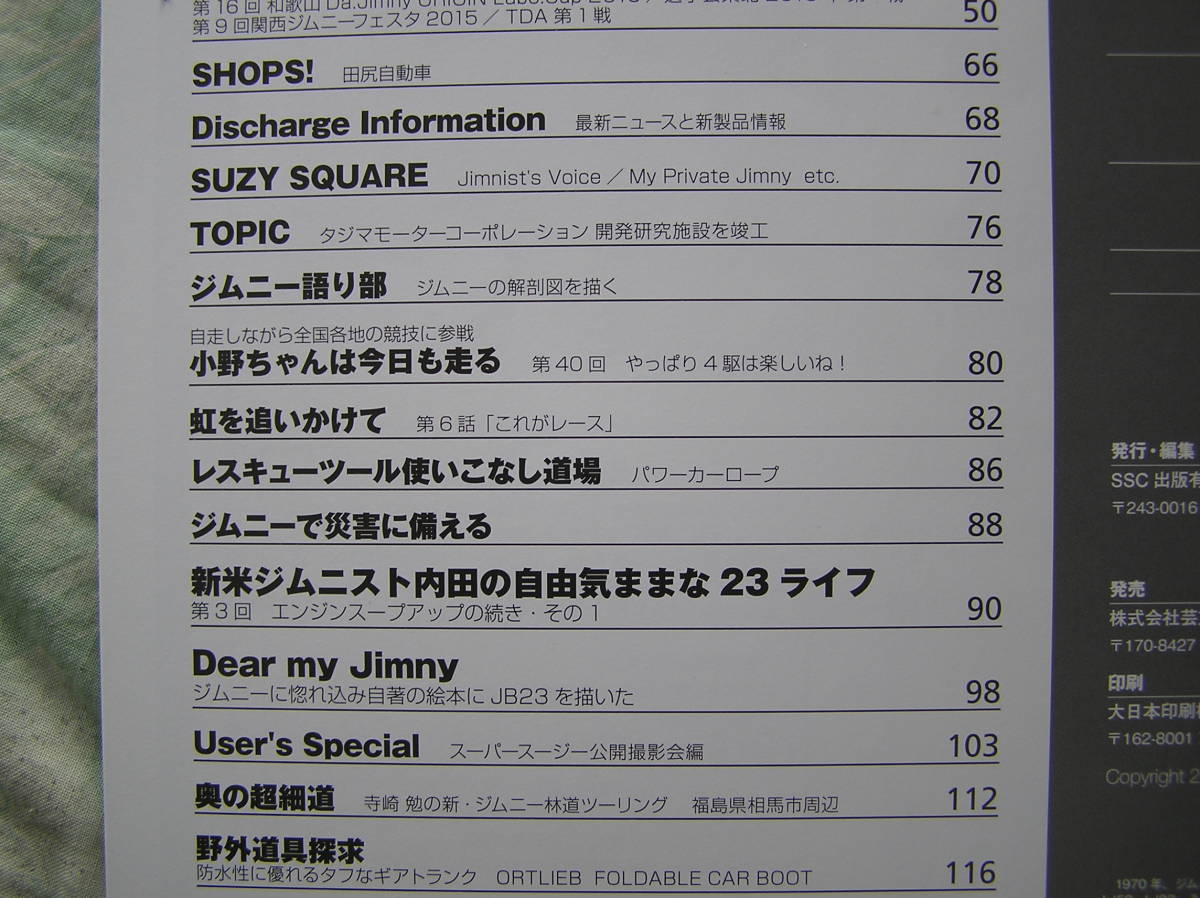 第16回 和歌山 Da.Jimny
第9回関西ジムニーフェスタ 2015 ／ TDA 第1戦 50
SHOPS! 田尻自動車 66
Discharge Information 最新ニュースと新製品情報 68
SUZY SQUARE Jimnist's Voice ／ My Private Jimny etc. 70
TOPIC タジマモーターコーポレーション 開発研究施設を竣工 76
ジムニー語り部 ジムニーの解剖図を描く 78
自走しながら全国各地の競技に参戦
小野ちゃんは今日も走る 第40回 やっぱり4駆は楽しいね！ 80
虹を追いかけて 第6話「これがレース」 82
レスキューツール使いこなし道場 パワーカーロープ 86
ジムニーで災害に備える 88
新米ジムニスト内田の自由気ままな 23 ライフ
第3回 エンジンスープアップの続き・その1 90
Dear my Jimny
ジムニーに惚れ込み自著の絵本に JB23 を描いた 98
User's Special スーパースージー公開撮影会編 103
奥の超細道 寺崎 勉の新・ジムニー林道ツーリング 福島県相馬市周辺 112
野外道具探求
防水性に優れるタフなギアトランク ORTLIEB FOLDABLE CAR BOOT 116
発行・編集
SSC 出版有
〒243-0016
発売
株式会社芸
〒170-8427
印刷
大日本印刷
〒162-8001
Copyright 2
1970年、ジム